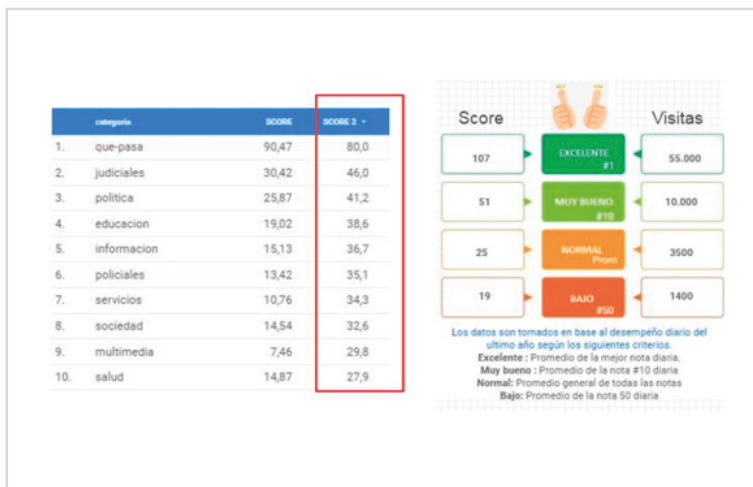 categoria SCORE SCORE 2
1. que-pasa 90,47 80,0
2. judiciales 30,42 46,0
3. politica 25,87 41,2
4. educacion 19,02 38,6
5. informacion 15,13 36,7
6. policiales 13,42 35,1
7. servicios 10,76 34,3
8. sociedad 14,54 32,6
9. multimedia 7,46 29,8
10. salud 14,87 27,9
Score Visitas
107 EXCELENTE #1 55.000
51 MUY BUENO #10 10.000
25 NORMAL Prom 3500
19 BAJO #50 1400
Los datos son tomados en base al desempeño diario del
ultimo año según los siguientes criterios.
Excelente : Promedio de la mejor nota diaria.
Muy bueno : Promedio de la nota #10 diaria
Normal: Promedio general de todas las notas
Bajo: Promedio de la nota 50 diaria